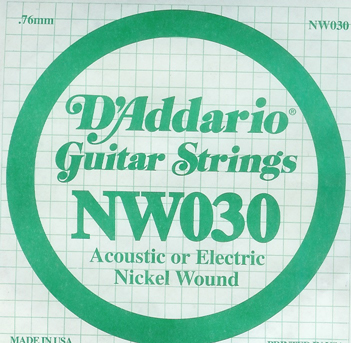 .76mm NW030
D'Addario®
Guitar Strings
NW030
Acoustic or Electric
Nickel Wound
MADE IN USA